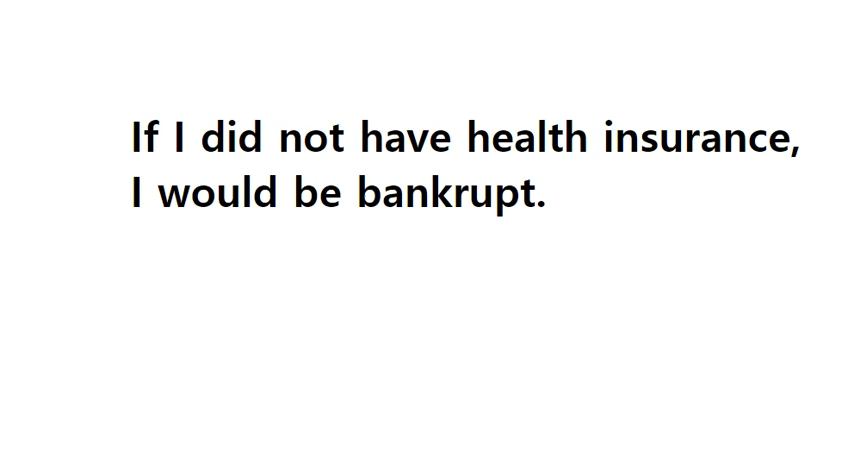 If I did not have health insurance,
I would be bankrupt.